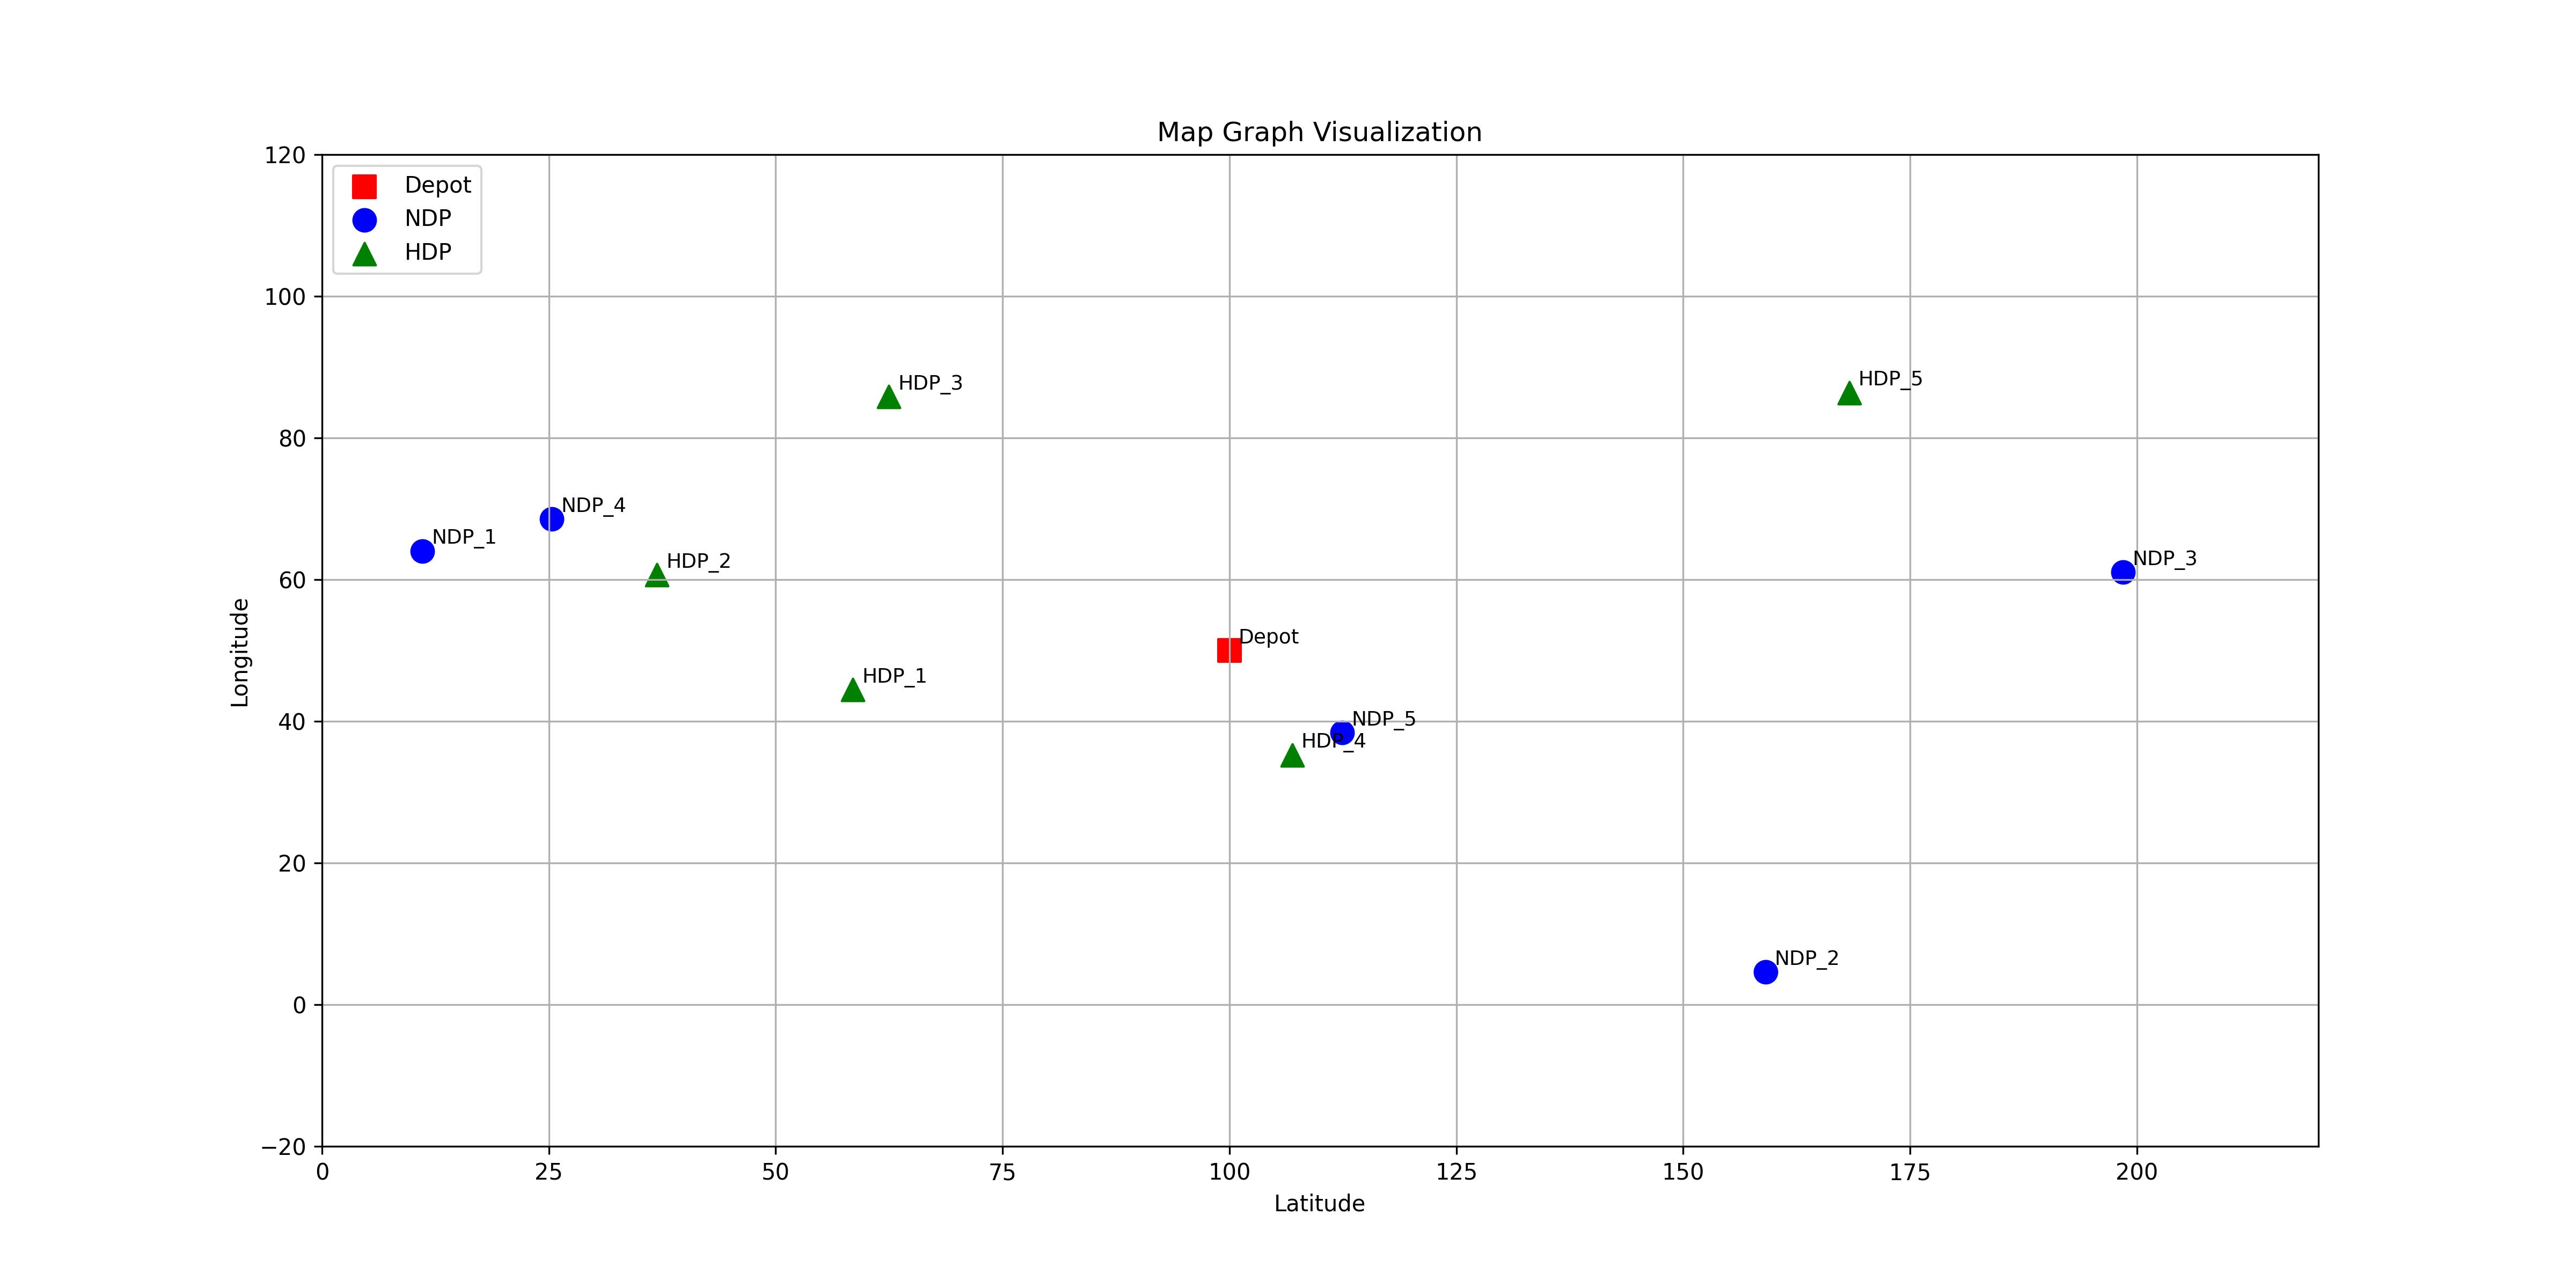 Map Graph Visualization
120
100
80
60
40
20
0
−20
Longitude
Depot
NDP
HDP
HDP_3
HDP_5
NDP_4
NDP_1
HDP_2
NDP_3
Depot
HDP_1
NDP_5
HDP_4
NDP_2
0 25 50 75 100 125 150 175 200
Latitude